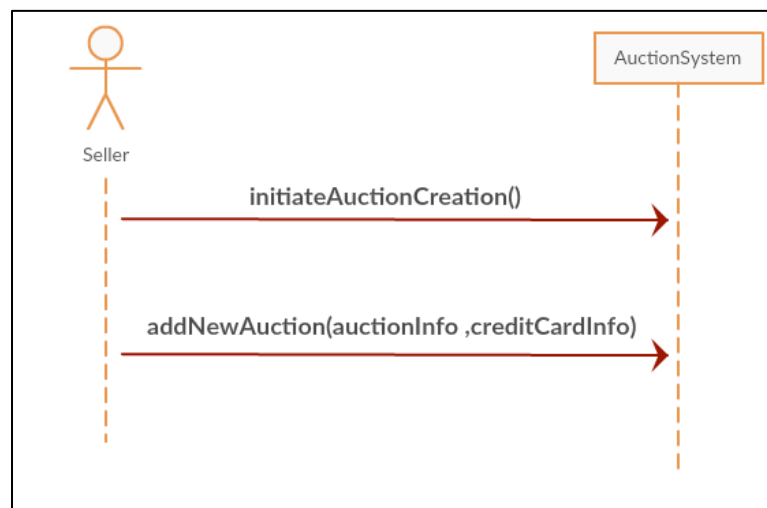 AuctionSystem
Seller
initiateAuctionCreation()
addNewAuction(auctionInfo ,creditCardInfo)